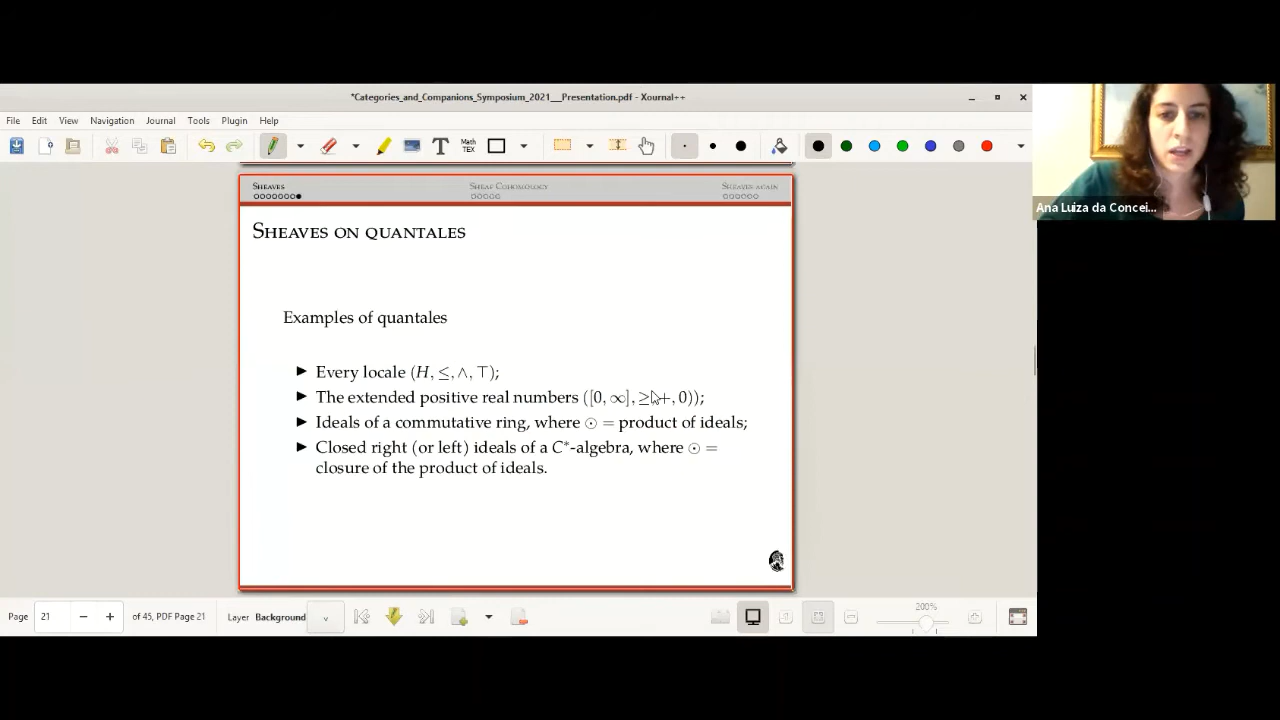 *Categories_and_Companions_Symposium_2021__Presentation.pdf - Xournal++
File Edit View Navigation Journal Tools Plugin Help
T Math TEX
Ana Luiza da Concei...
Sheaves Sheaf Cohomology Sheaves again
Sheaves on quantales
Examples of quantales
► Every locale (H, ≤, ∧, ⊤);
► The extended positive real numbers ([0, ∞], ≥ +, 0));
► Ideals of a commutative ring, where ⊙ = product of ideals;
► Closed right (or left) ideals of a C*-algebra, where ⊙ =
closure of the product of ideals.
Page 21 − + of 45, PDF Page 21 Layer Background v 200%